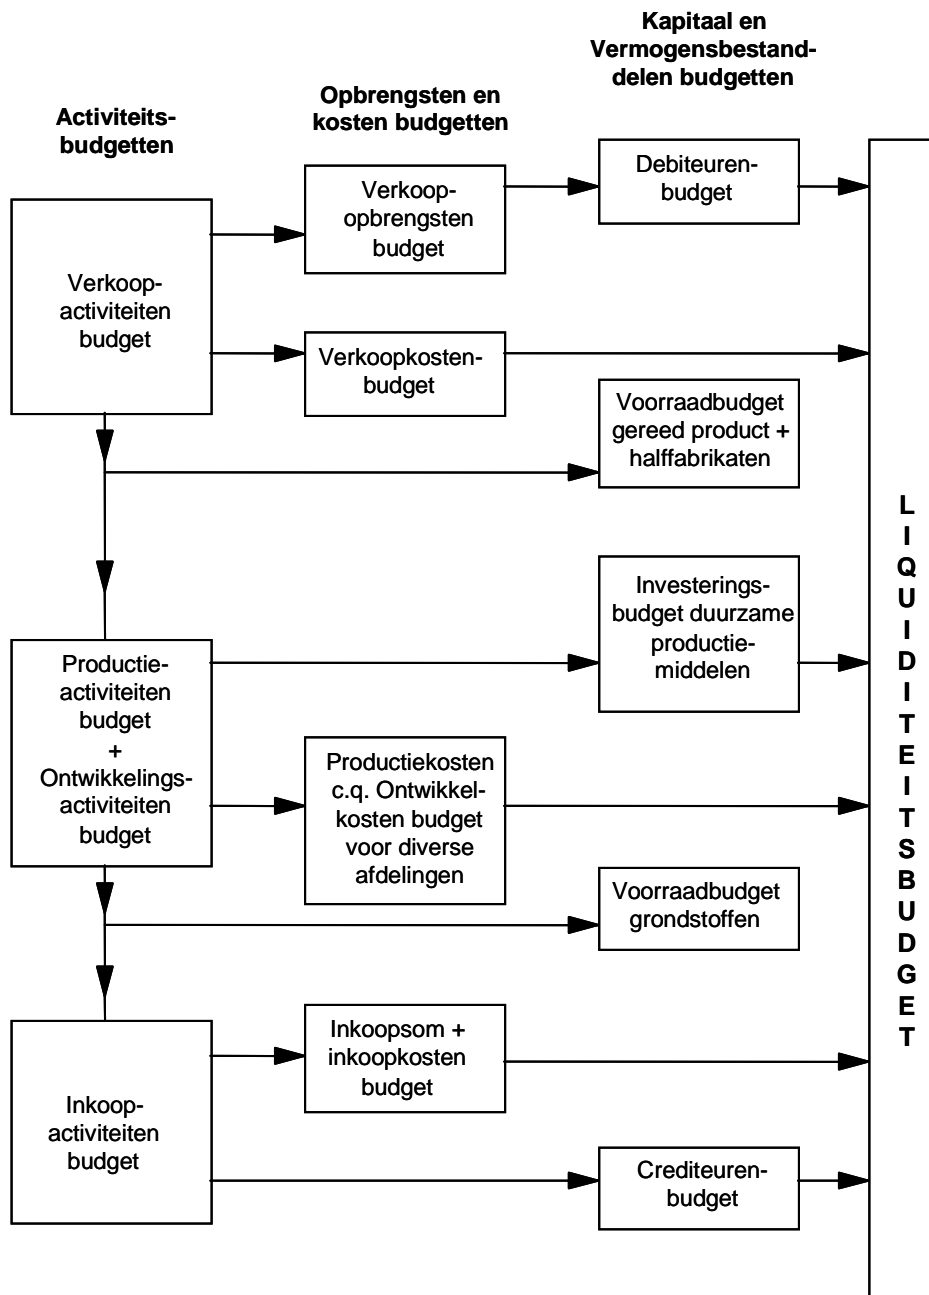 Kapitaal en
Vermogensbestand-
delen budgetten
Opbrengsten en
kosten budgetten
Activiteits-
budgetten
Debiteuren-
budget
Verkoop-
opbrengsten
budget
Verkoop-
activiteiten
budget
Verkoopkosten-
budget
Voorraadbudget
gereed product +
halffabrikaten
Investerings-
budget duurzame
productie-
middelen
Productie-
activiteiten
budget
+
Ontwikkelings-
activiteiten
budget
Productiekosten
c.q. Ontwikkel-
kosten budget
voor diverse
afdelingen
Voorraadbudget
grondstoffen
Inkoopsom +
inkoopkosten
budget
Inkoop-
activiteiten
budget
Crediteuren-
budget
LIQUIDITEITSBUDGET